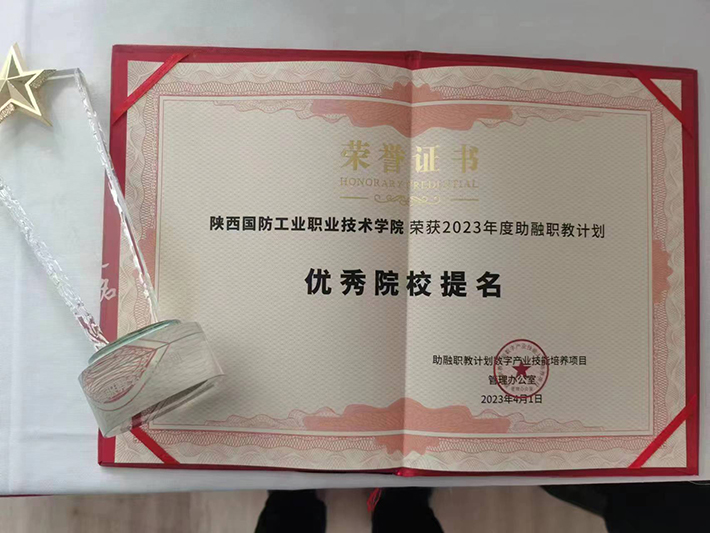 荣誉证书
HONORARY CREDENTIAL
陕西国防工业职业技术学院 荣获2023年度助融职教计划
优秀院校提名
助融职教计划数字产业技能培养项目
管理办公室
2023年4月1日